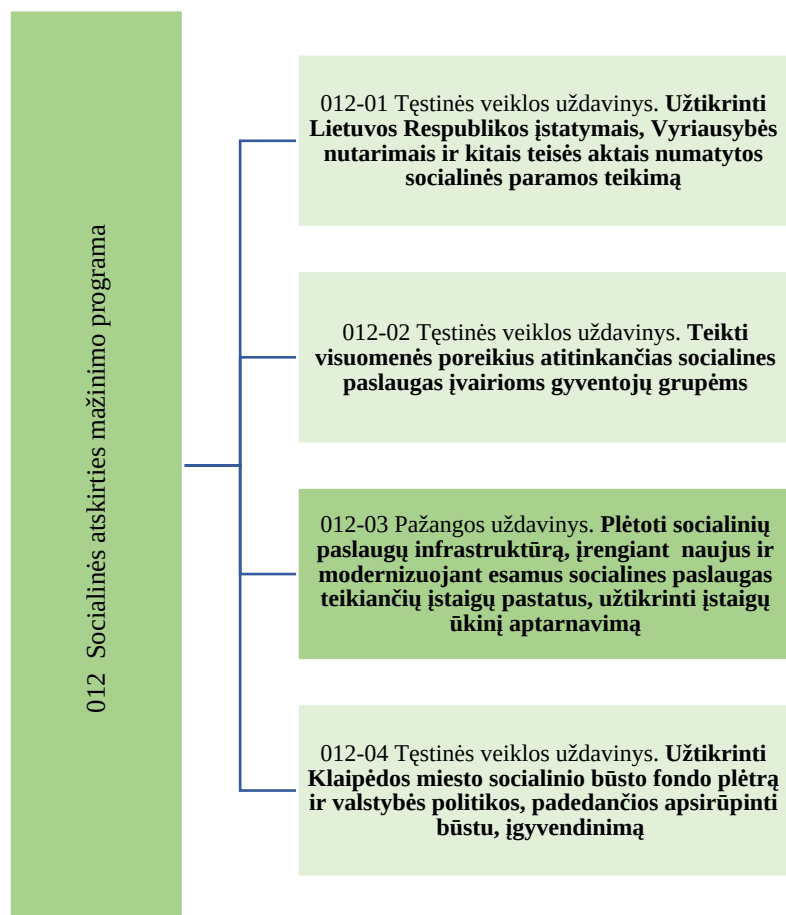 012 Socialinės atskirties mažinimo programa
012-01 Tęstinės veiklos uždavinys. Užtikrinti
Lietuvos Respublikos įstatymais, Vyriausybės
nutarimais ir kitais teisės aktais numatytos
socialinės paramos teikimą
012-02 Tęstinės veiklos uždavinys. Teikti
visuomenės poreikius atitinkančias socialines
paslaugas įvairioms gyventojų grupėms
012-03 Pažangos uždavinys. Plėtoti socialinių
paslaugų infrastruktūrą, įrengiant naujus ir
modernizuojant esamus socialines paslaugas
teikiančių įstaigų pastatus, užtikrinti įstaigų
ūkinį aptarnavimą
012-04 Tęstinės veiklos uždavinys. Užtikrinti
Klaipėdos miesto socialinio būsto fondo plėtrą
ir valstybės politikos, padedančios apsirūpinti
būstu, įgyvendinimą